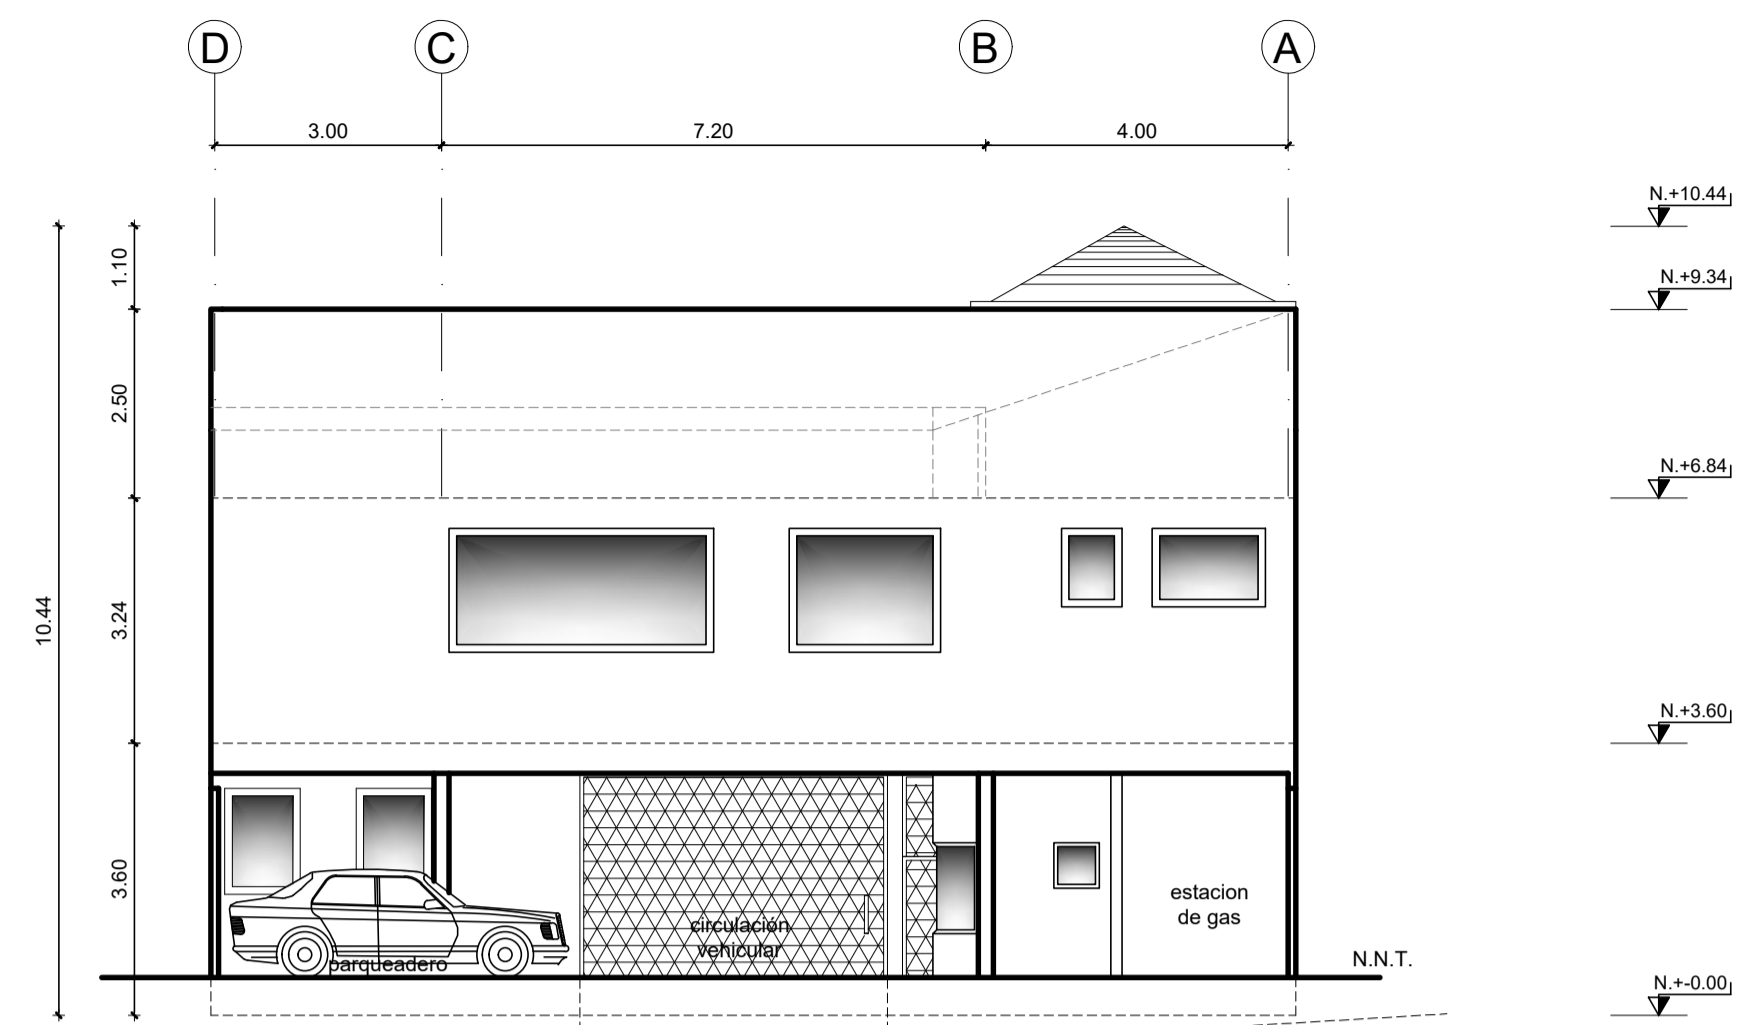 D C B A
3.00 7.20 4.00
N.+10.44
1.10
N.+9.34
2.50
N.+6.84
10.44
3.24
N.+3.60
3.60
estacion
de gas
circulación
vehicular
parqueadero
N.N.T.
N.+-0.00